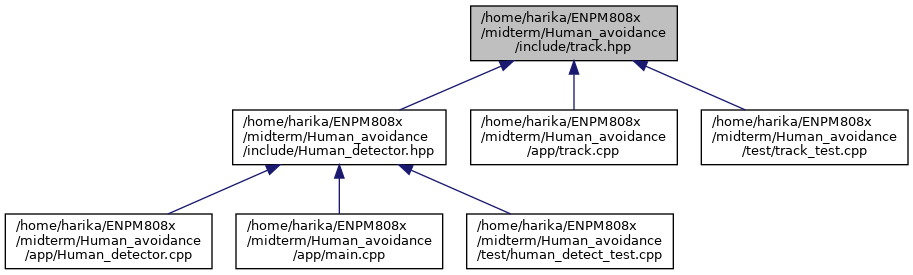 /home/harika/ENPM808x
/midterm/Human_avoidance
/include/track.hpp
/home/harika/ENPM808x
/midterm/Human_avoidance
/include/Human_detector.hpp
/home/harika/ENPM808x
/midterm/Human_avoidance
/app/track.cpp
/home/harika/ENPM808x
/midterm/Human_avoidance
/test/track_test.cpp
/home/harika/ENPM808x
/midterm/Human_avoidance
/app/Human_detector.cpp
/home/harika/ENPM808x
/midterm/Human_avoidance
/app/main.cpp
/home/harika/ENPM808x
/midterm/Human_avoidance
/test/human_detect_test.cpp